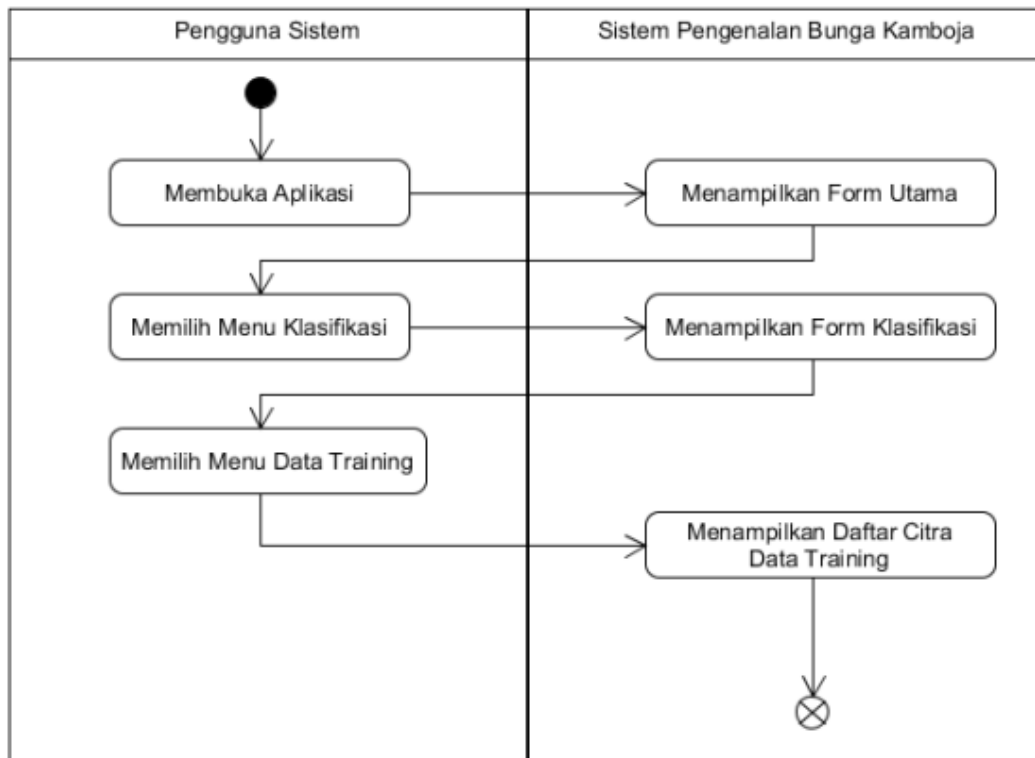 Pengguna Sistem
Sistem Pengenalan Bunga Kamboja
Membuka Aplikasi
Menampilkan Form Utama
Memilih Menu Klasifikasi
Menampilkan Form Klasifikasi
Memilih Menu Data Training
Menampilkan Daftar Citra
Data Training